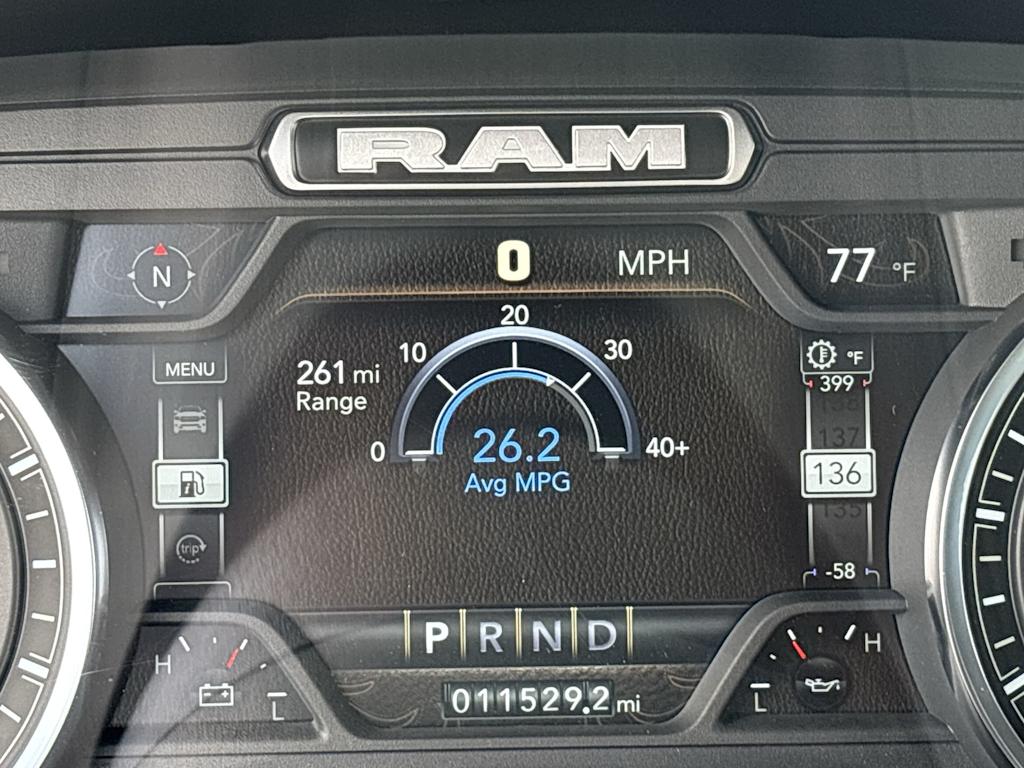 RAM
N
0 MPH
77 °F
MENU
261 mi
Range
0
10
20
30
40+
26.2
Avg MPG
i
trip
°F
399
137
136
135
-58
P R N D
H
L
011529.2 mi
L
H